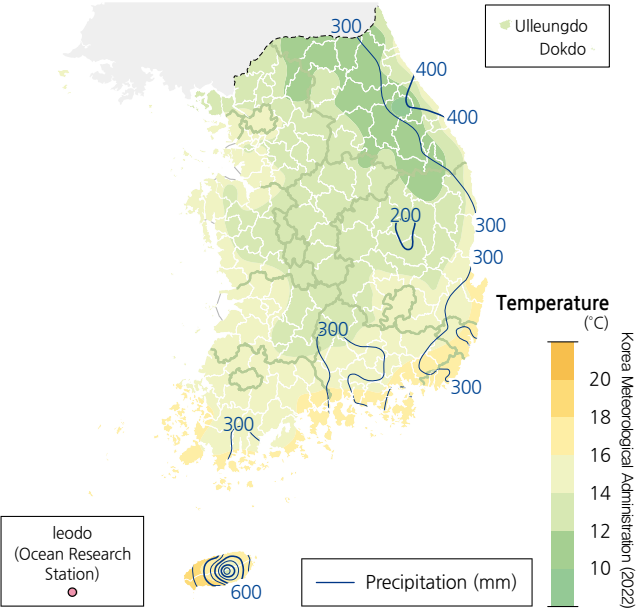 300
Ulleungdo
Dokdo
400
400
200
300
300
Temperature
(°C)
300
20
300
18
300
16
14
12
10
Korea Meteorological Administration (2022)
Ieodo
(Ocean Research
Station)
600
Precipitation (mm)